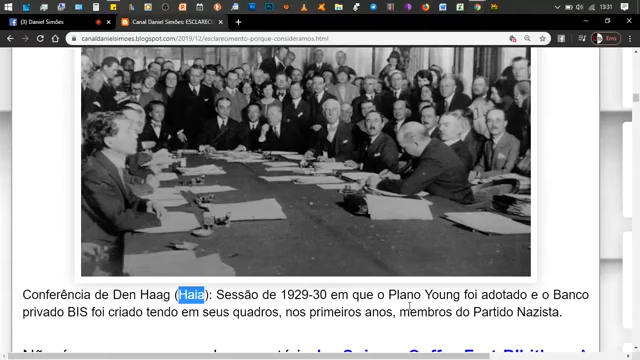 (3) Daniel Simões
Canal Daniel Simões: ESCLAREC
13:31
canaldanielsimoes.blogspot.com/2019/12/esclarecimento-porque-consideramos.html
Conferência de Den Haag (Haia): Sessão de 1929-30 em que o Plano Young foi adotado e o Banco
privado BIS foi criado tendo em seus quadros, nos primeiros anos, membros do Partido Nazista.